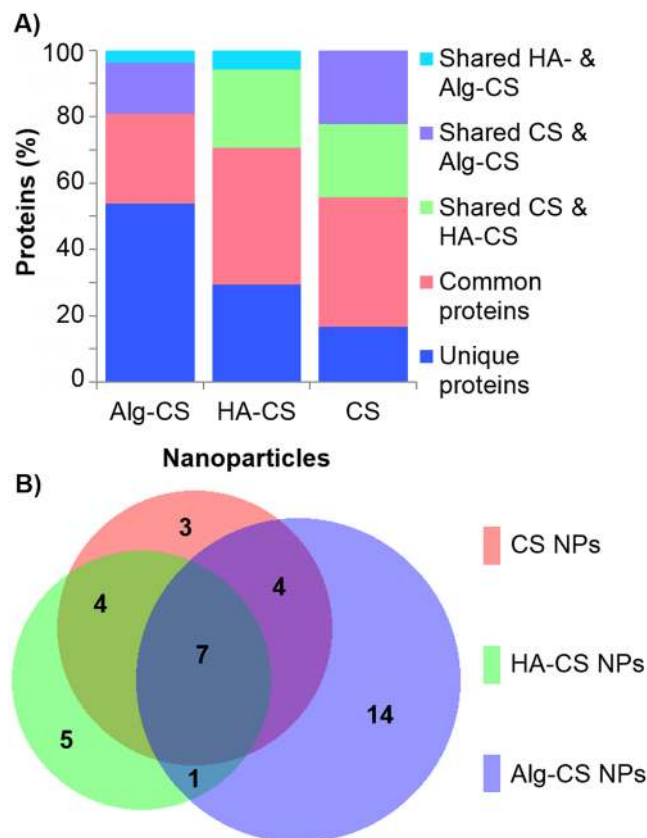 A)
100
80
60
40
20
0
Proteins (%)
Alg-CS HA-CS CS
Nanoparticles
Shared HA- &
Alg-CS
Shared CS &
Alg-CS
Shared CS &
HA-CS
Common
proteins
Unique
proteins
B)
3
4
4
7
14
5
1
CS NPs
HA-CS NPs
Alg-CS NPs